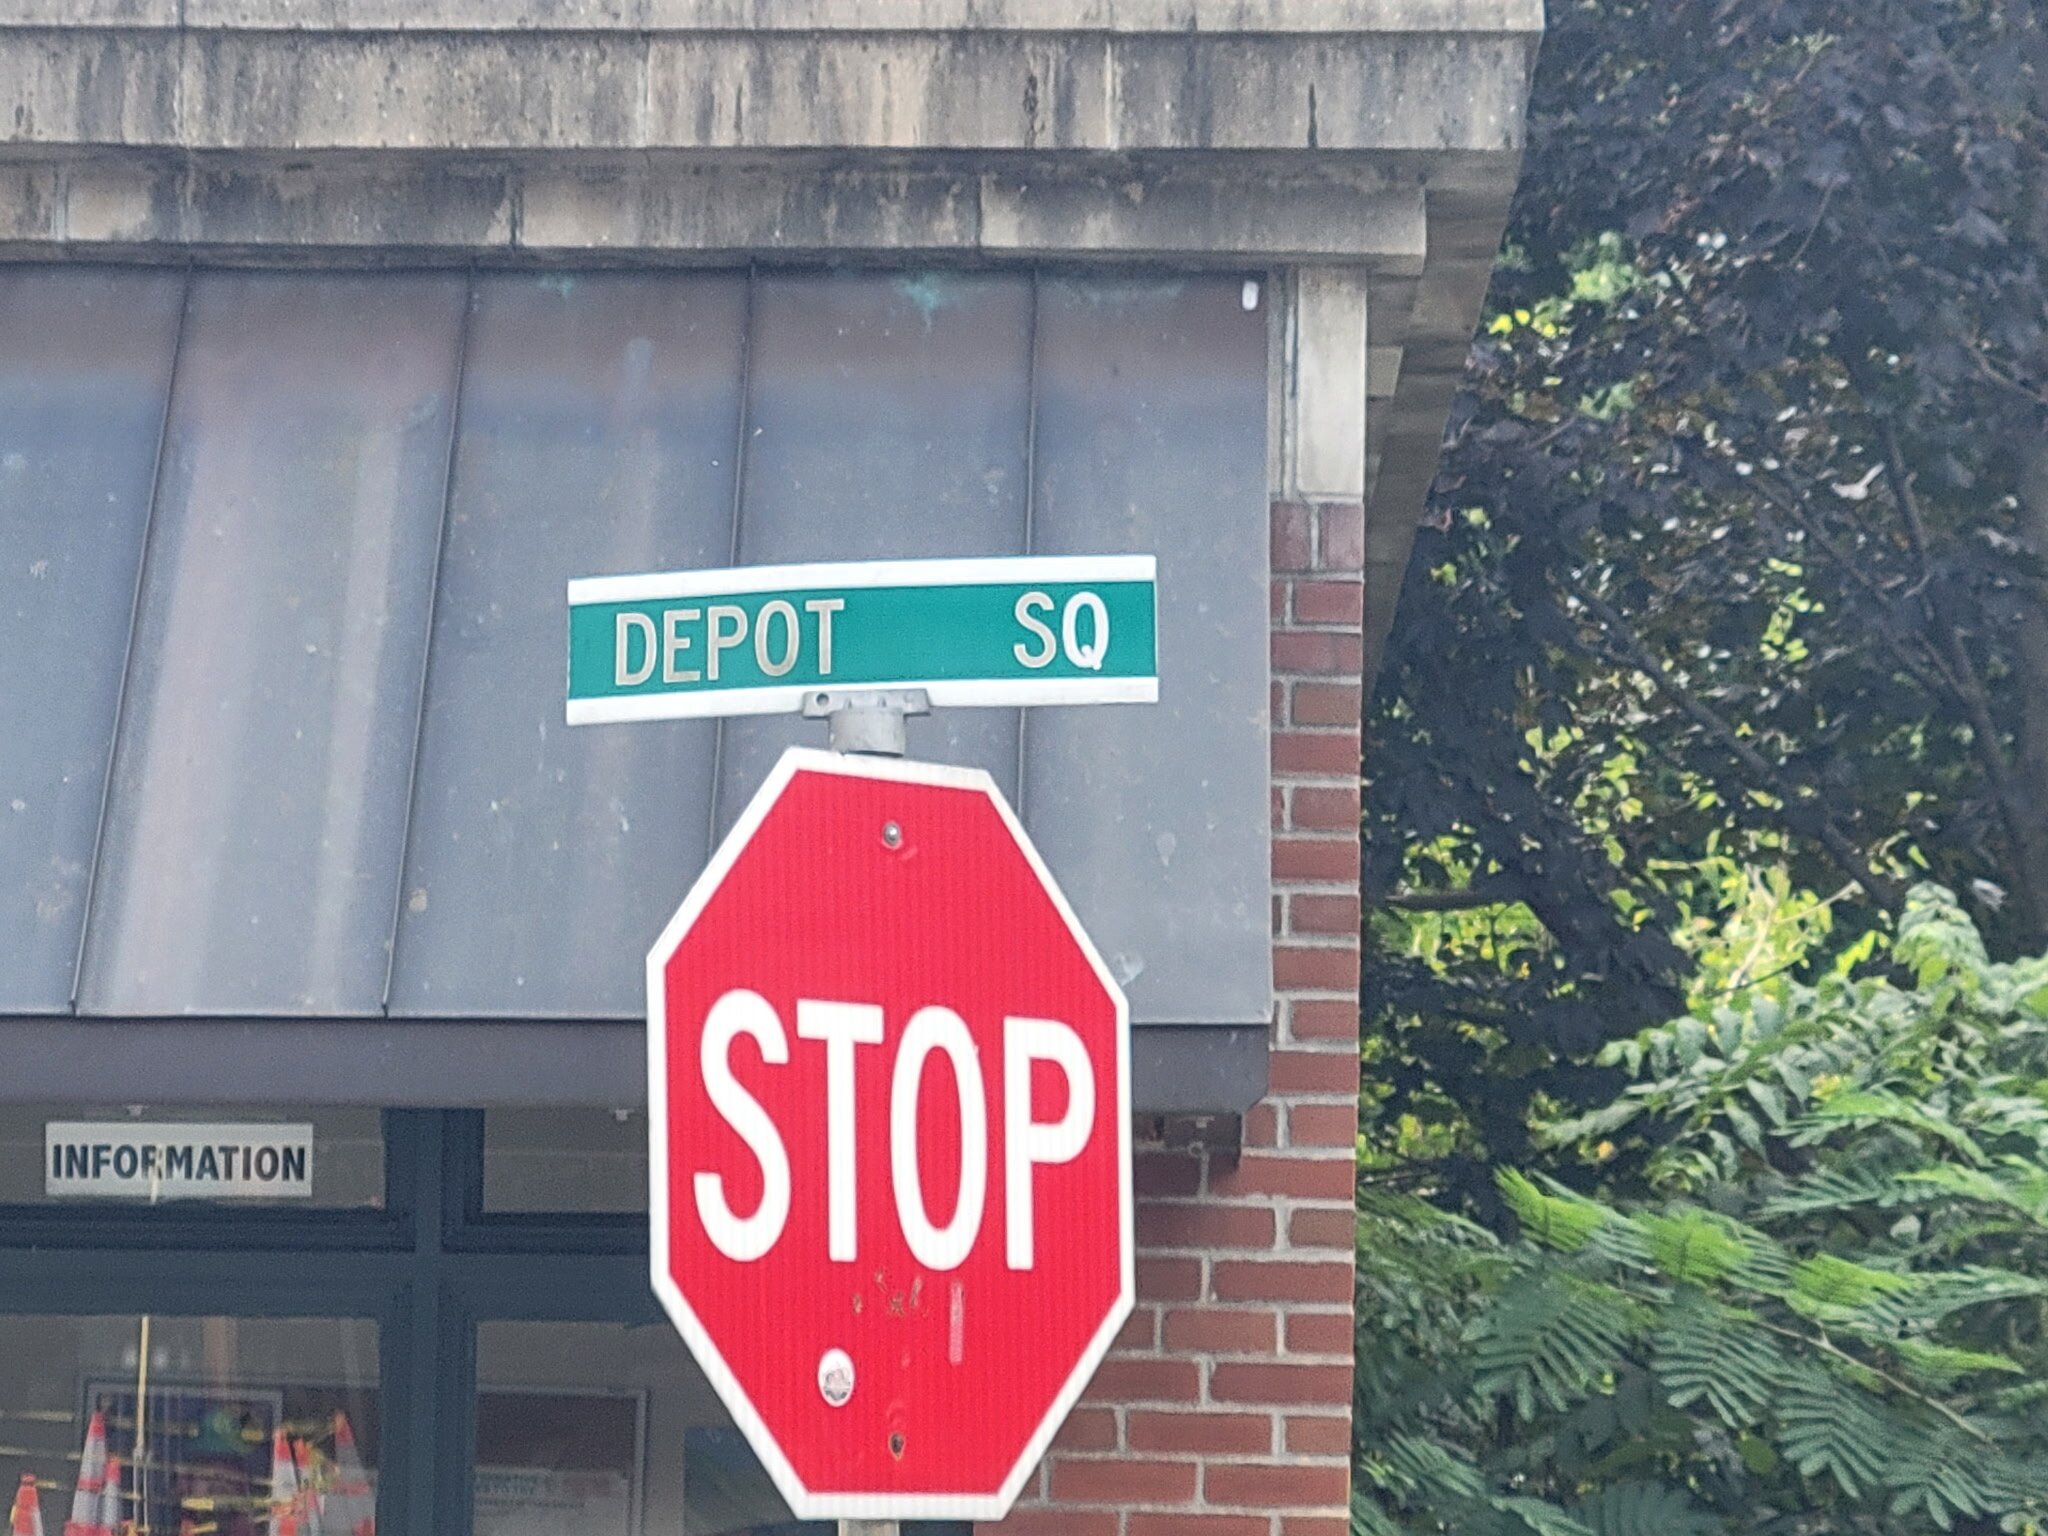 DEPOT SQ
STOP
INFORMATION